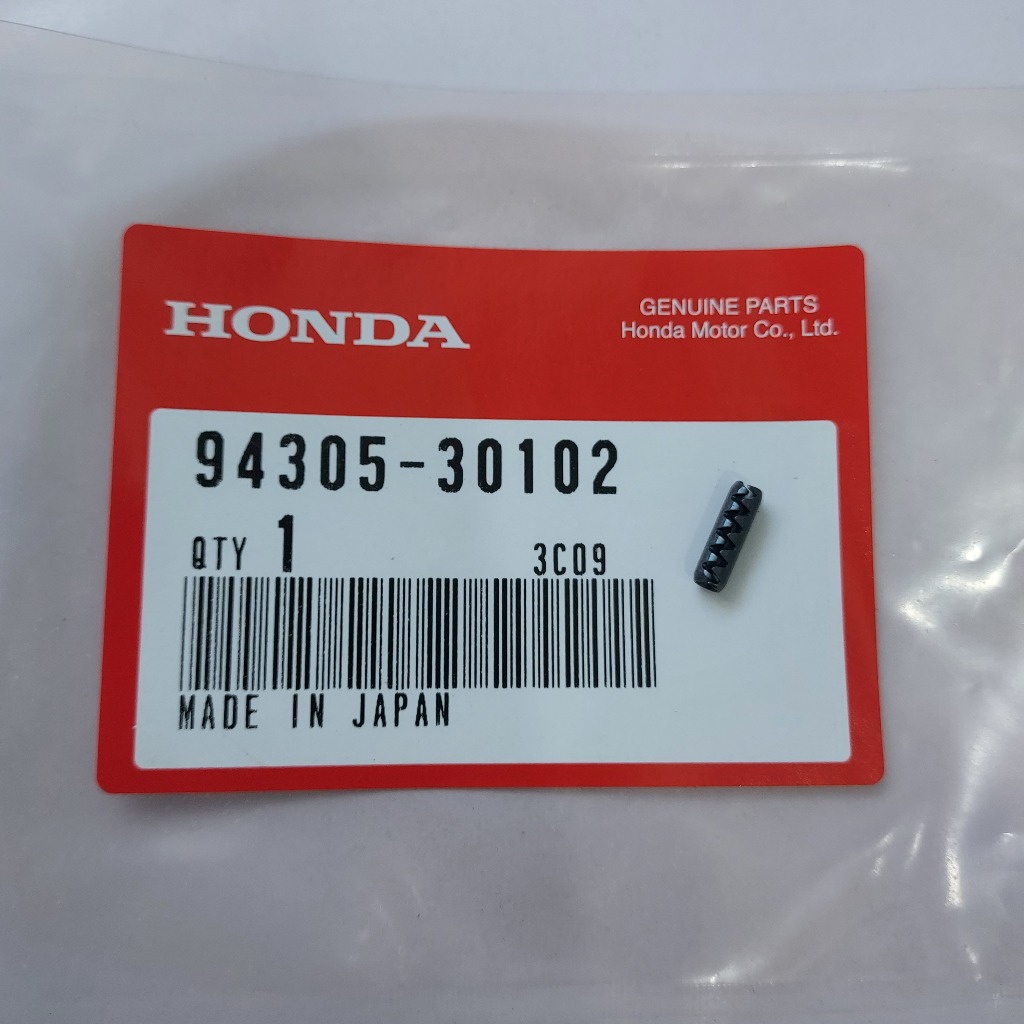 HONDA
GENUINE PARTS
Honda Motor Co., Ltd.
94305-30102
QTY 1 3C09
MADE IN JAPAN